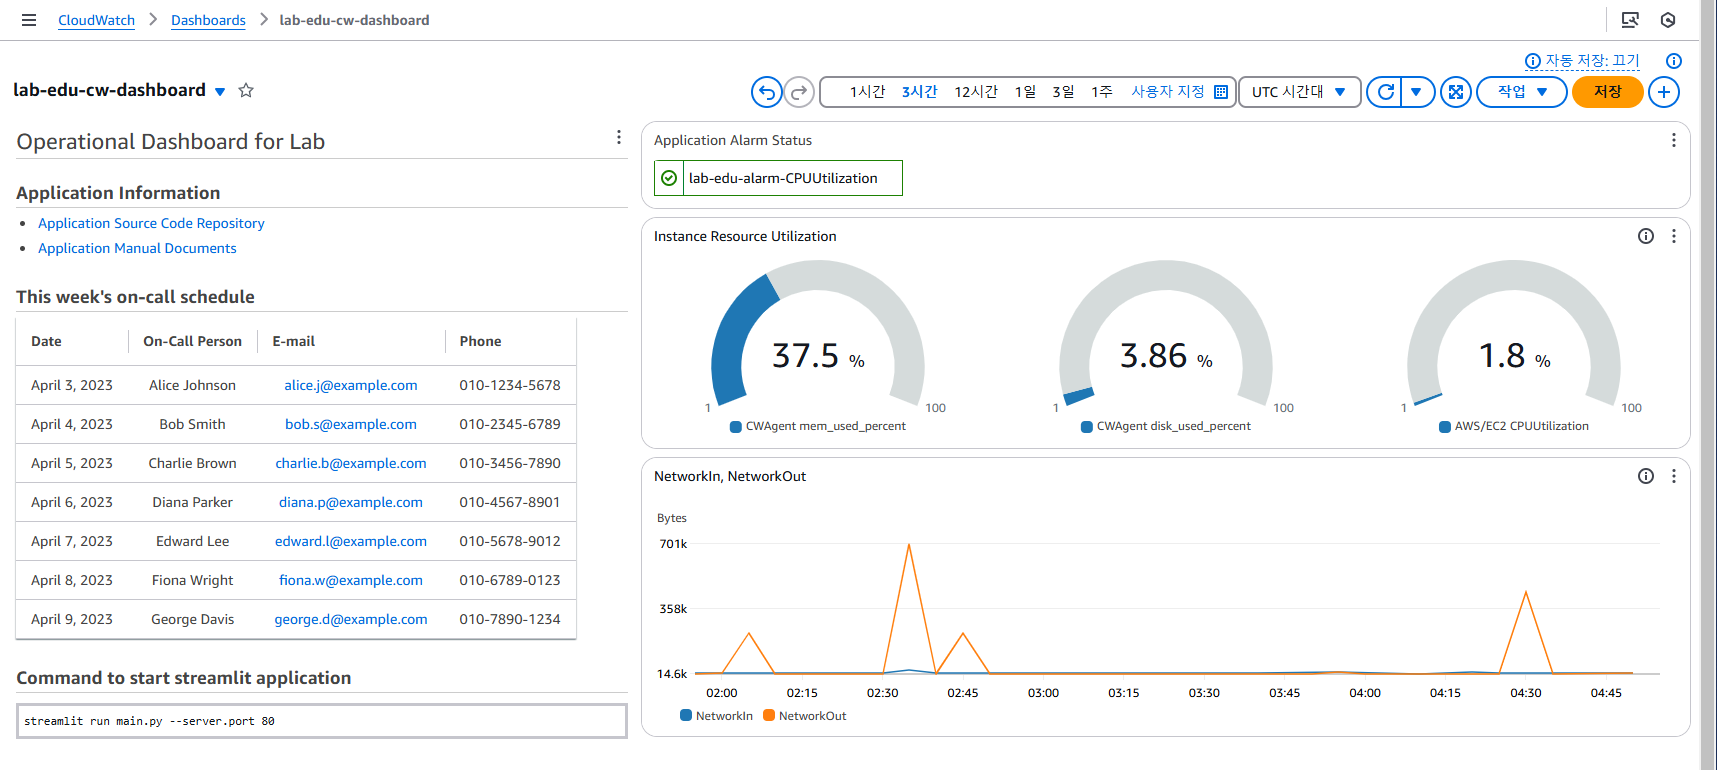 CloudWatch > Dashboards > lab-edu-cw-dashboard
자동 저장: 끄기
lab-edu-cw-dashboard
1시간 3시간 12시간 1일 3일 1주 사용자 지정 UTC 시간대 작업 저장
Operational Dashboard for Lab
Application Information
• Application Source Code Repository
• Application Manual Documents
This week's on-call schedule
Date On-Call Person E-mail Phone
April 3, 2023 Alice Johnson alice.j@example.com 010-1234-5678
April 4, 2023 Bob Smith bob.s@example.com 010-2345-6789
April 5, 2023 Charlie Brown charlie.b@example.com 010-3456-7890
April 6, 2023 Diana Parker diana.p@example.com 010-4567-8901
April 7, 2023 Edward Lee edward.l@example.com 010-5678-9012
April 8, 2023 Fiona Wright fiona.w@example.com 010-6789-0123
April 9, 2023 George Davis george.d@example.com 010-7890-1234
Command to start streamlit application
streamlit run main.py --server.port 80
Application Alarm Status
lab-edu-alarm-CPUUtilization
Instance Resource Utilization
37.5 %
1 100
CWAgent mem_used_percent
3.86 %
1 100
CWAgent disk_used_percent
1.8 %
1 100
AWS/EC2 CPUUtilization
NetworkIn, NetworkOut
Bytes
701k
358k
14.6k
02:00 02:15 02:30 02:45 03:00 03:15 03:30 03:45 04:00 04:15 04:30 04:45
NetworkIn NetworkOut